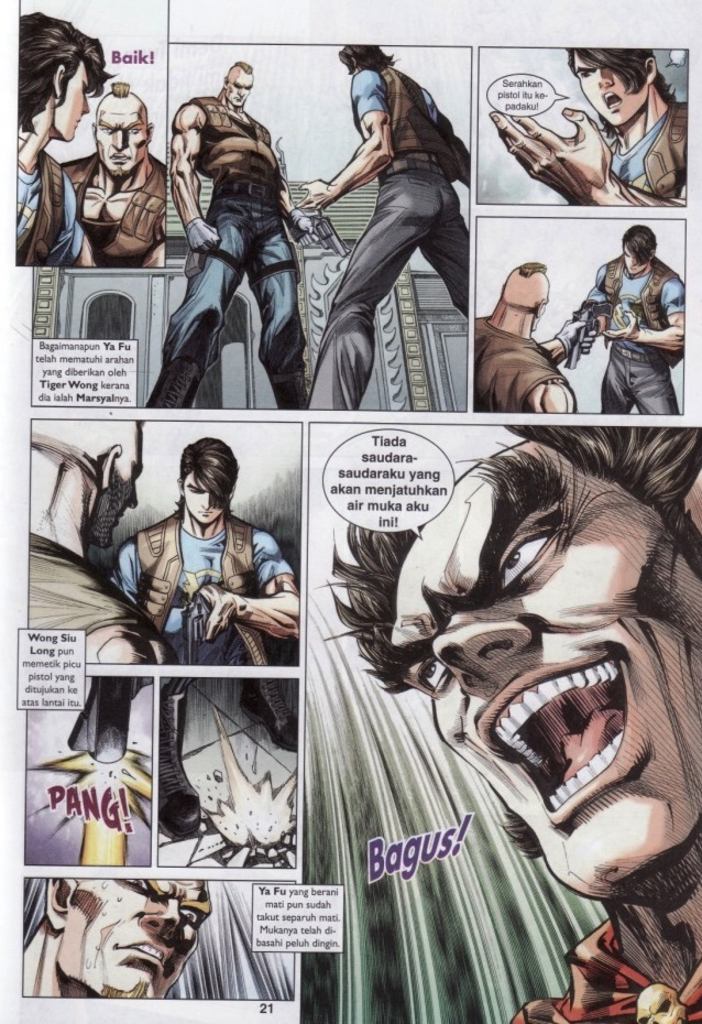 Baik!
Bagaimanapun Ya Fu
telah mematuhi arahan
yang diberikan oleh
Tiger Wong kerana
dia ialah Marsyal.
Serahkan
pistol itu ke-
padaku!
Wong Siu
Long pun
memetik picu
pistol yang
ditujukan ke
atas lantai itu.
PANG!
Ya Fu yang berani
mati pun sudah
takut separuh mati.
Mukanya telah di-
basahi peluh dingin.
Tiada
saudara-
saudaraku yang
akan menjatuhkan
air muka aku
ini!
Bagus!
21